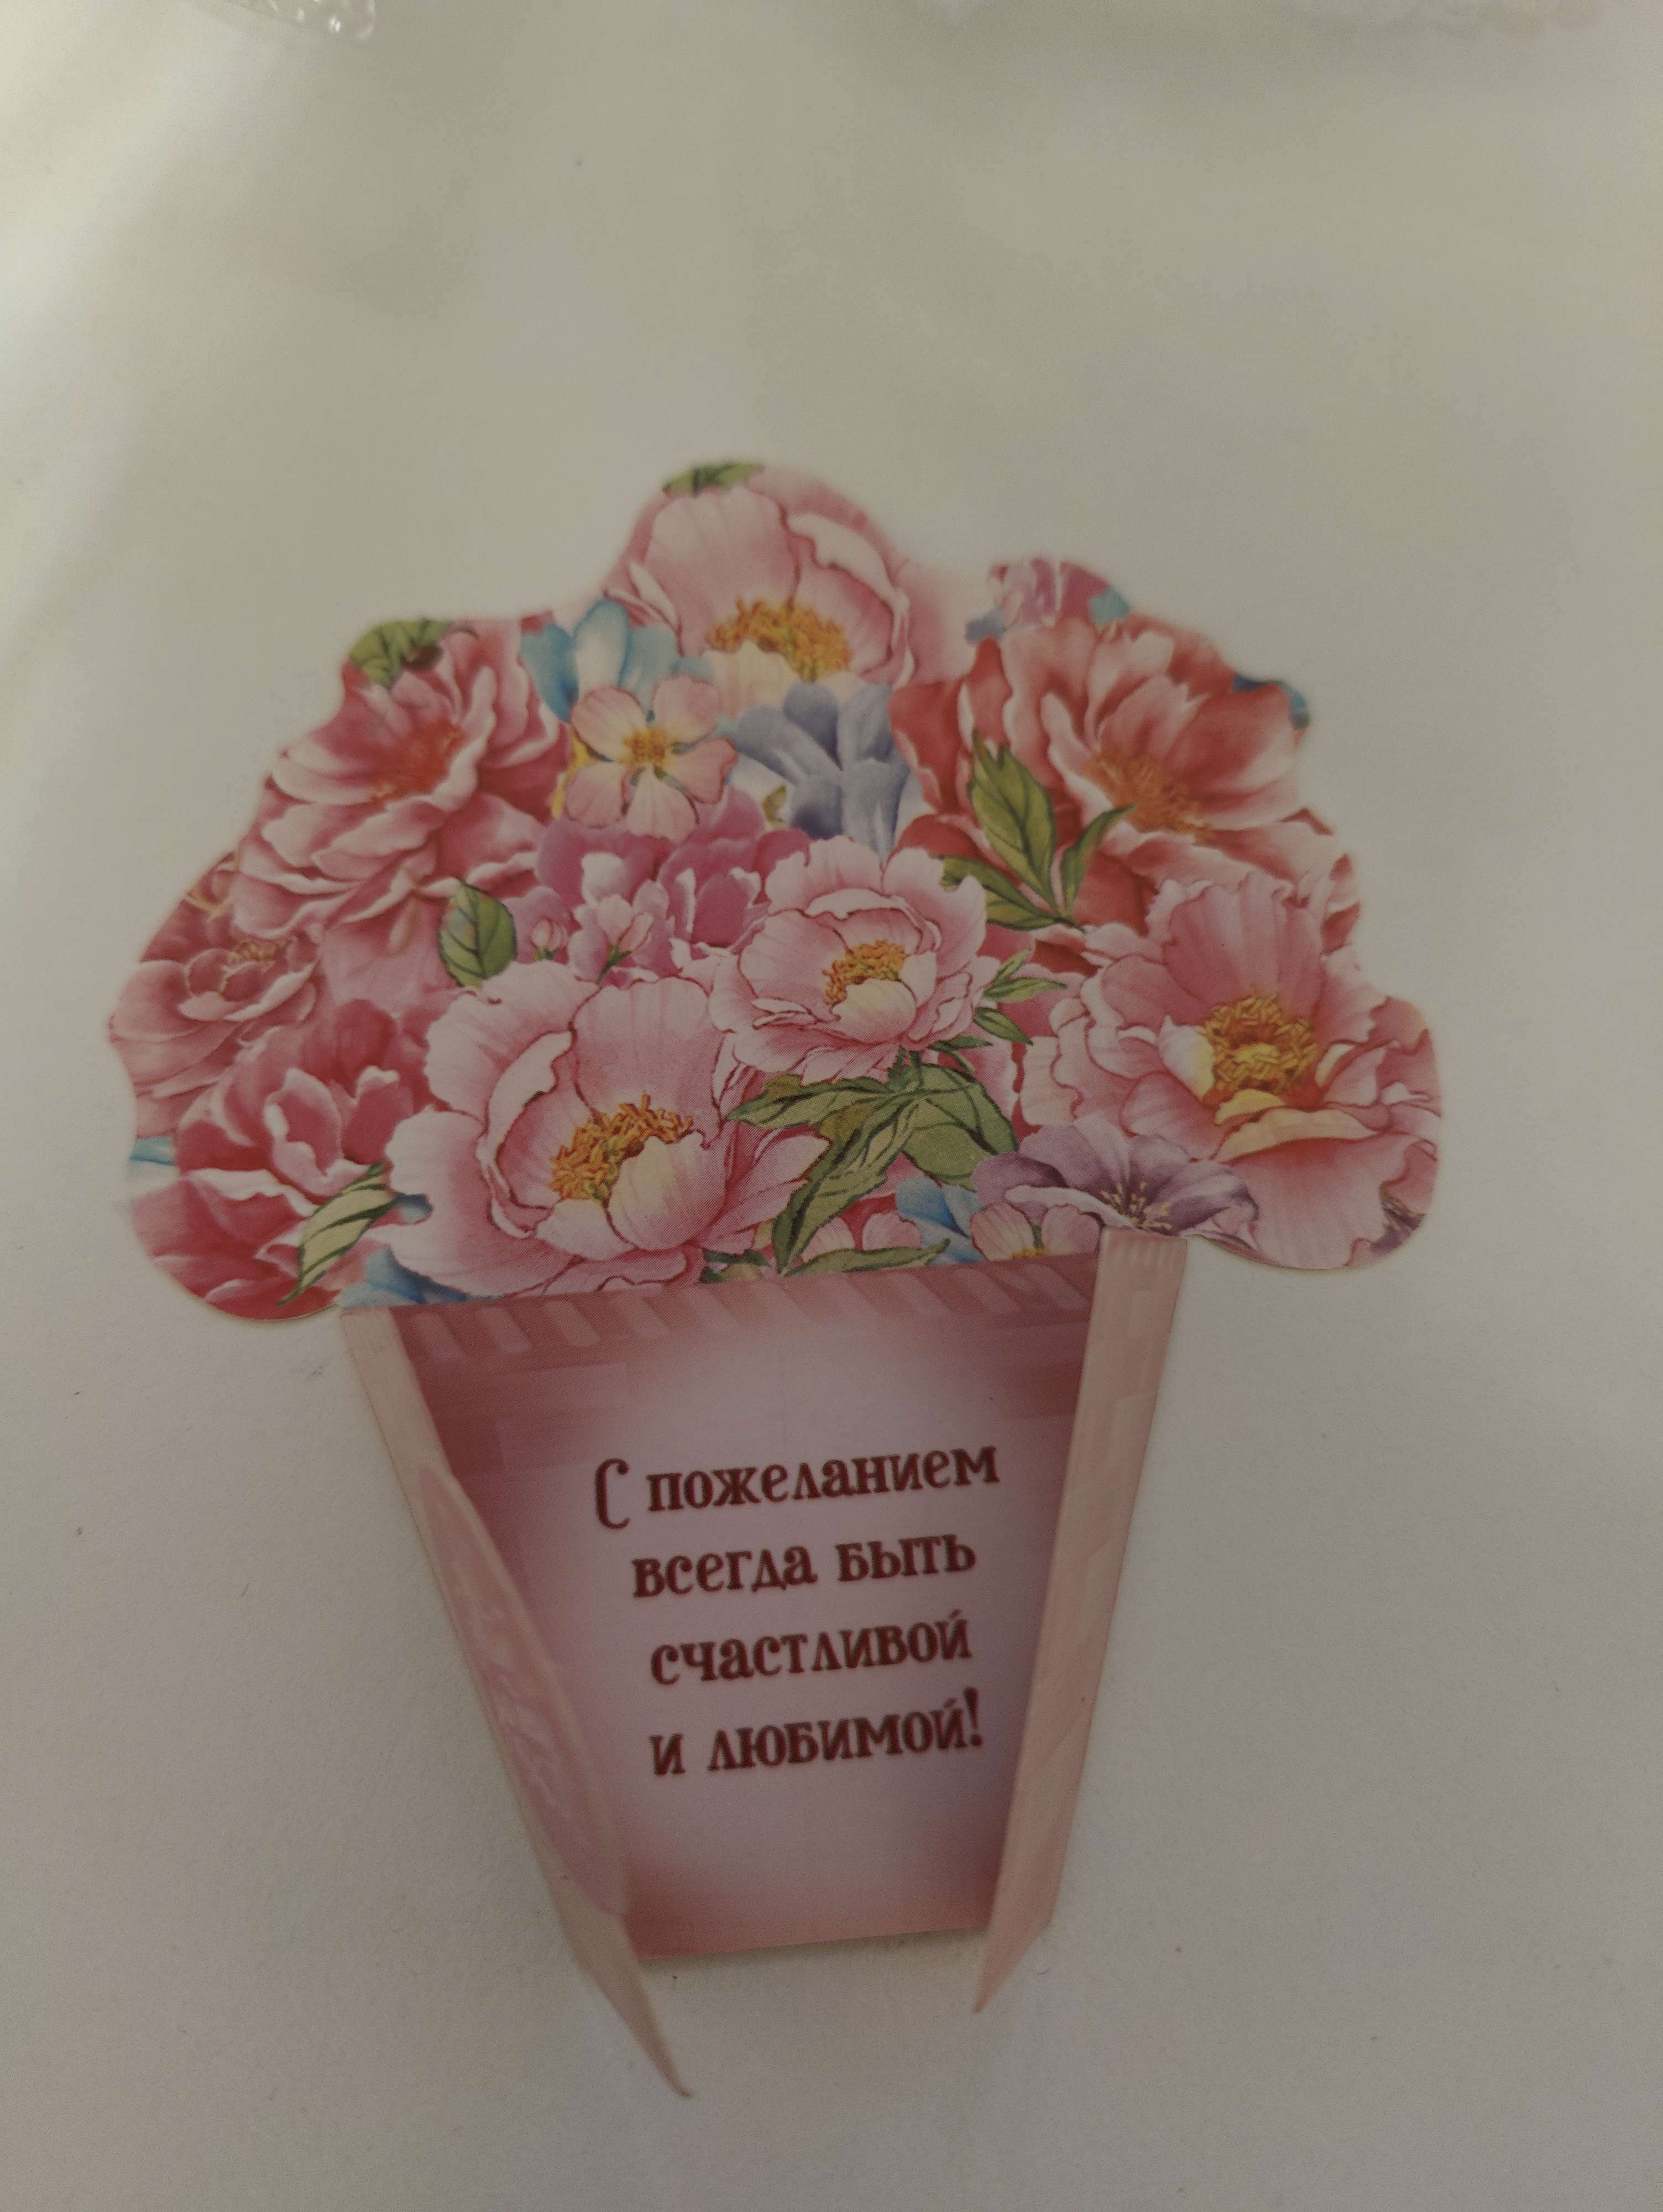 С пожеланием
всегда быть
счастливой
и любимой!